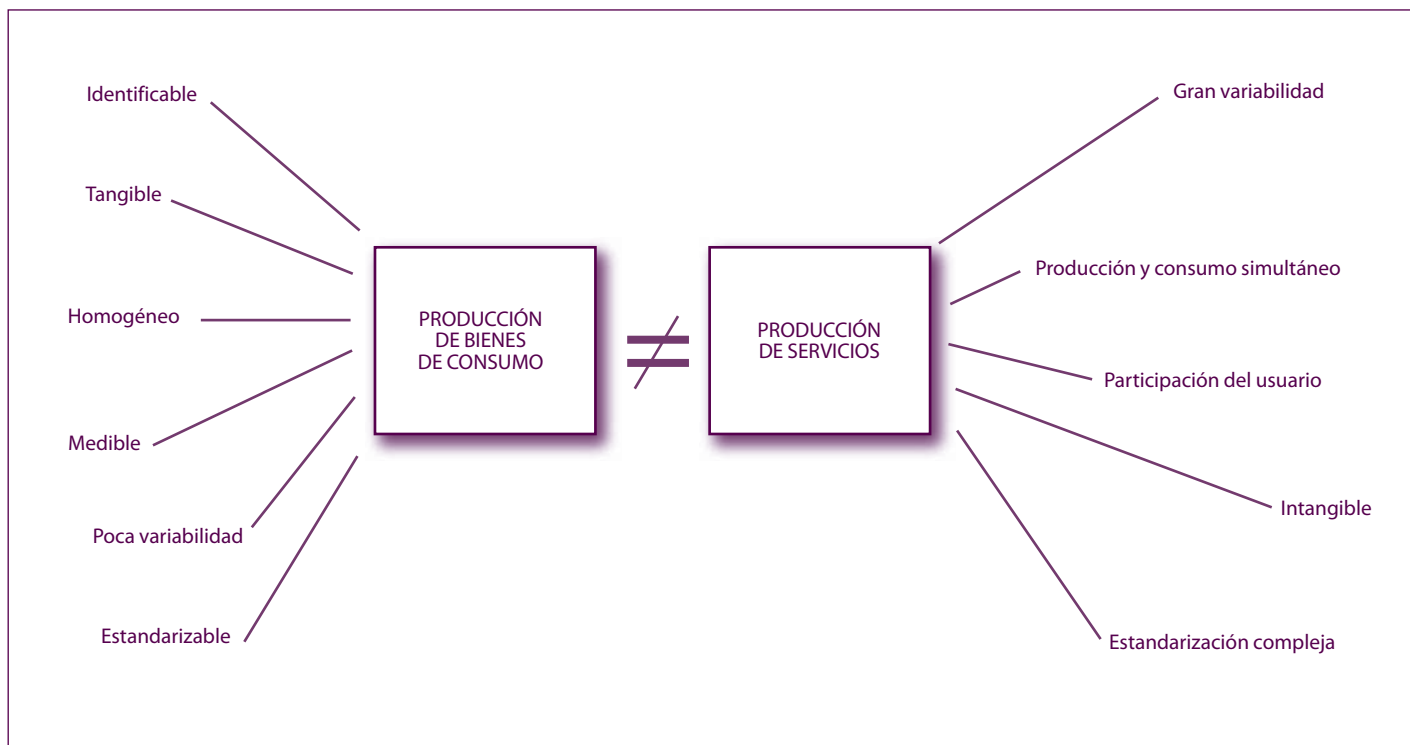 Identificable
Tangible
Homogéneo
Medible
Poca variabilidad
Estandarizable
PRODUCCIÓN
DE BIENES
DE CONSUMO
≠
PRODUCCIÓN
DE SERVICIOS
Gran variabilidad
Producción y consumo simultáneo
Participación del usuario
Intangible
Estandarización compleja